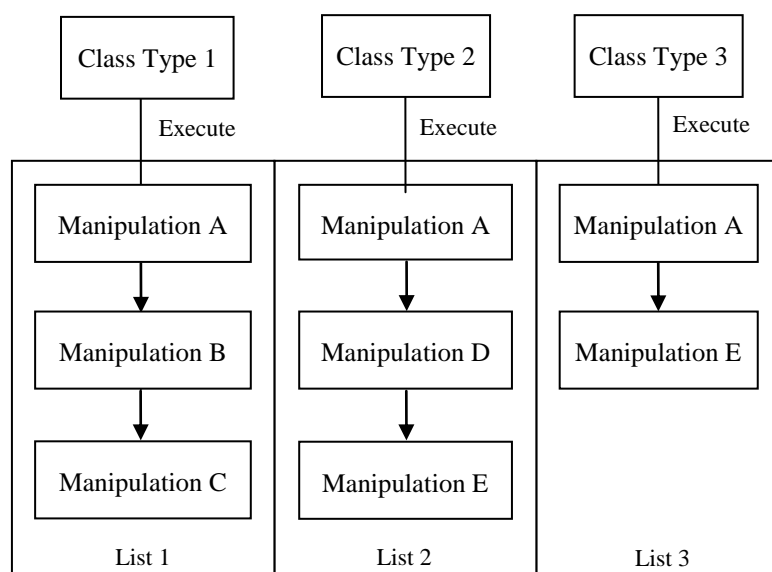 Class Type 1
Class Type 2
Class Type 3
Execute
Execute
Execute
Manipulation A
Manipulation A
Manipulation A
Manipulation B
Manipulation D
Manipulation E
Manipulation C
Manipulation E
List 1
List 2
List 3